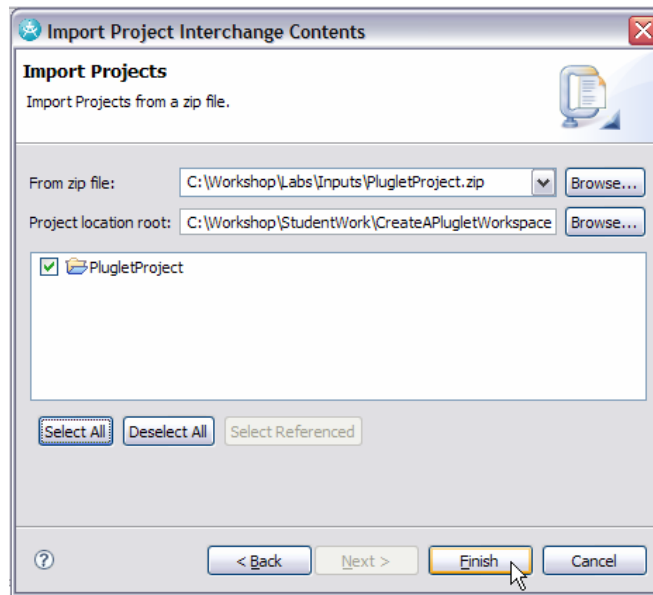 Import Project Interchange Contents
Import Projects
Import Projects from a zip file.
From zip file: C:\Workshop\Labs\Inputs\PlugletProject.zip Browse...
Project location root: C:\Workshop\StudentWork\CreateAPlugletWorkspace Browse...
PlugletProject
Select All Deselect All Select Referenced
? < Back Next > Finish Cancel